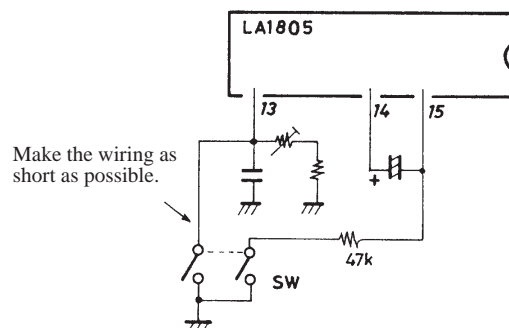 LA1805
13
14
15
Make the wiring as
short as possible.
+
47k
SW